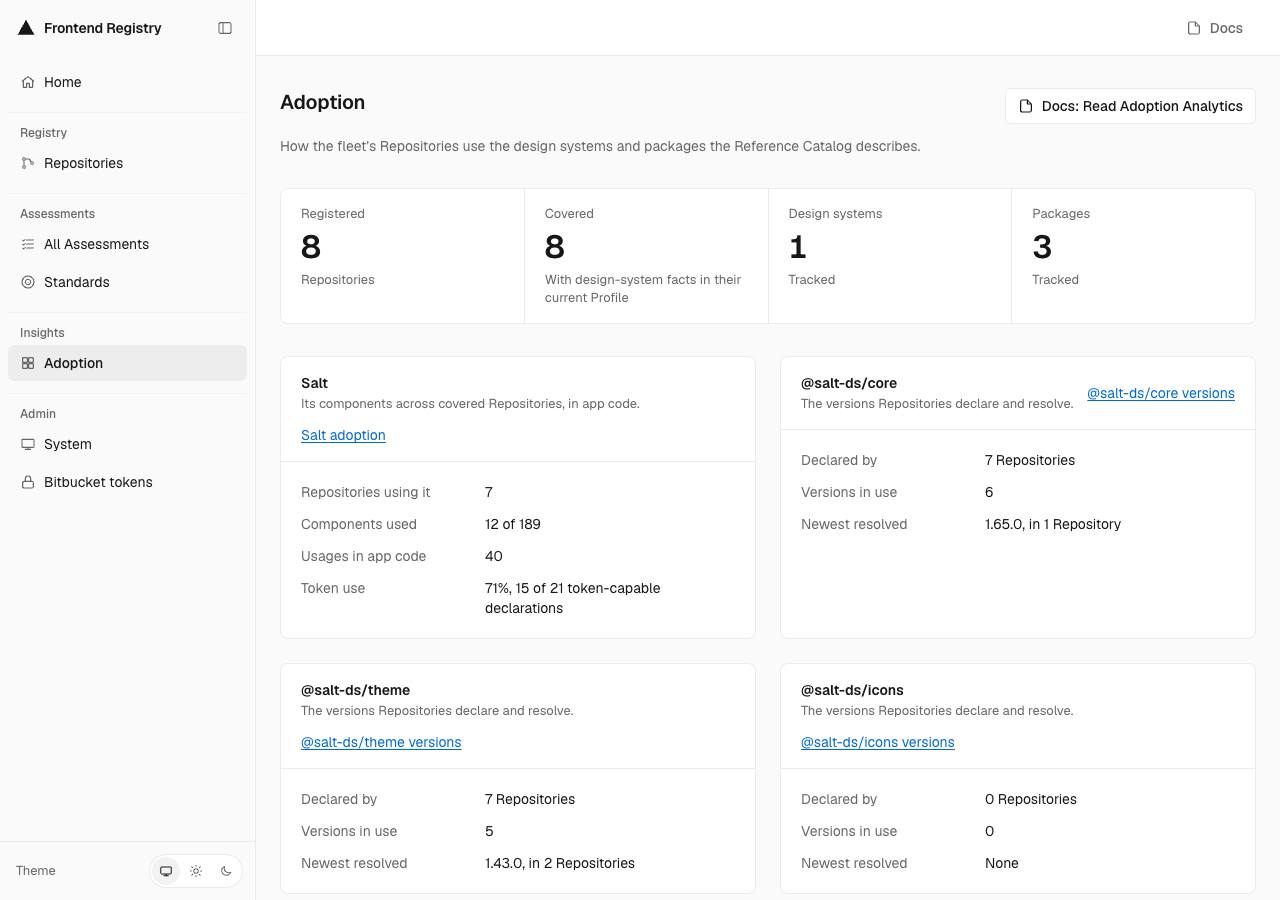 Frontend Registry
Docs
Home
Registry
Repositories
Assessments
All Assessments
Standards
Insights
Adoption
Admin
System
Bitbucket tokens
Theme
Adoption
Docs: Read Adoption Analytics
How the fleet's Repositories use the design systems and packages the Reference Catalog describes.
Registered
8
Repositories
Covered
8
With design-system facts in their
current Profile
Design systems
1
Tracked
Packages
3
Tracked
Salt
Its components across covered Repositories, in app code.
Salt adoption
Repositories using it 7
Components used 12 of 189
Usages in app code 40
Token use 71%, 15 of 21 token-capable
declarations
@salt-ds/core
The versions Repositories declare and resolve.
@salt-ds/core versions
Declared by 7 Repositories
Versions in use 6
Newest resolved 1.65.0, in 1 Repository
@salt-ds/theme
The versions Repositories declare and resolve.
@salt-ds/theme versions
Declared by 7 Repositories
Versions in use 5
Newest resolved 1.43.0, in 2 Repositories
@salt-ds/icons
The versions Repositories declare and resolve.
@salt-ds/icons versions
Declared by 0 Repositories
Versions in use 0
Newest resolved None